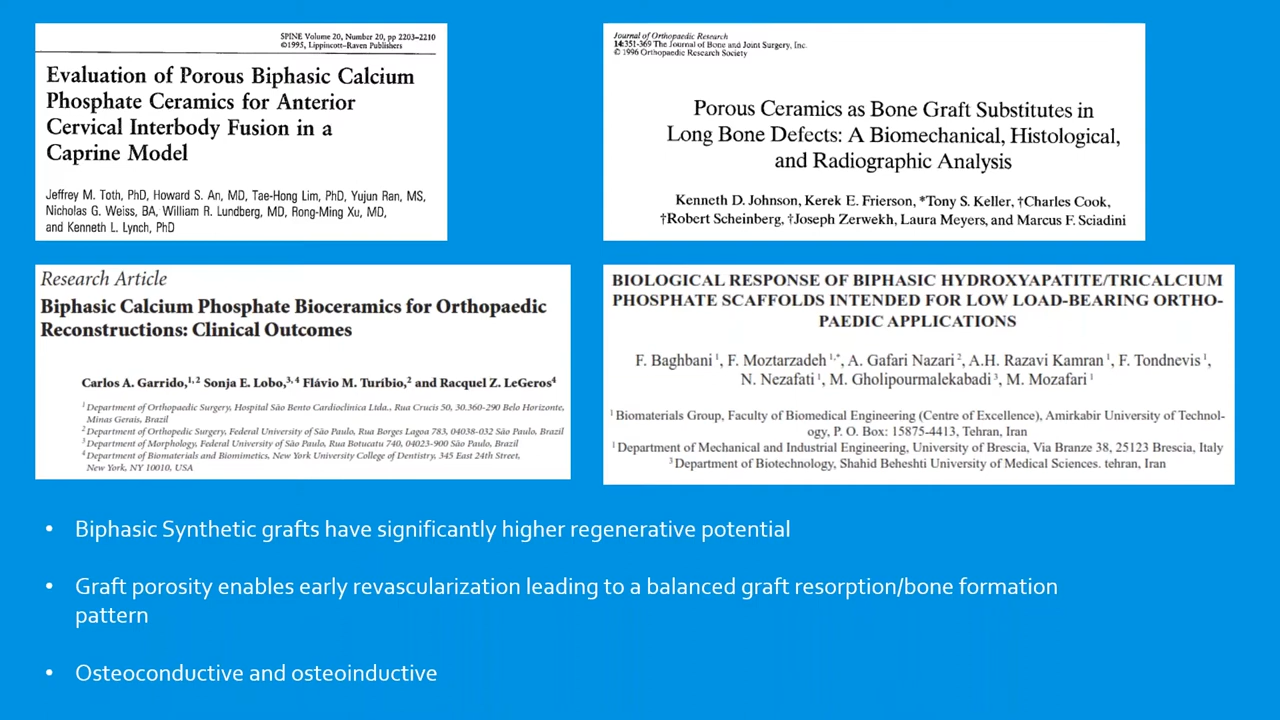 SPINE Volume 20, Number 20, pp 2203–2210
©1995, Lippincott–Raven Publishers
Evaluation of Porous Biphasic Calcium
Phosphate Ceramics for Anterior
Cervical Interbody Fusion in a
Caprine Model
Jeffrey M. Toth, PhD, Howard S. An, MD, Tae-Hong Lim, PhD, Yujun Ran, MS,
Nicholas G. Weiss, BA, William R. Lundberg, MD, Rong-Ming Xu, MD,
and Kenneth L. Lynch, PhD
Journal of Orthopaedic Research
14:351-369 The Journal of Bone and Joint Surgery, Inc.
© 1996 Orthopaedic Research Society
Porous Ceramics as Bone Graft Substitutes in
Long Bone Defects: A Biomechanical, Histological,
and Radiographic Analysis
Kenneth D. Johnson, Kerek E. Frierson, *Tony S. Keller, †Charles Cook,
†Robert Scheinberg, †Joseph Zerwekh, Laura Meyers, and Marcus F. Sciadini
Research Article
Biphasic Calcium Phosphate Bioceramics for Orthopaedic
Reconstructions: Clinical Outcomes
Carlos A. Garrido,1, 2 Sonja E. Lobo,3, 4 Flávio M. Turíbio,2 and Racquel Z. LeGeros4
1 Department of Orthopaedic Surgery, Hospital São Bento Cardioclínica Ltda., Rua Crucis 50, 30.360-290 Belo Horizonte,
Minas Gerais, Brazil
2 Department of Orthopedic Surgery, Federal University of São Paulo, Rua Borges Lagoa 783, 04038-032 São Paulo, Brazil
3 Department of Morphology, Federal University of São Paulo, Rua Botucatu 740, 04023-900 São Paulo, Brazil
4 Department of Biomaterials and Biomimetics, New York University College of Dentistry, 345 East 24th Street,
New York, NY 10010, USA
BIOLOGICAL RESPONSE OF BIPHASIC HYDROXYAPATITE/TRICALCIUM
PHOSPHATE SCAFFOLDS INTENDED FOR LOW LOAD-BEARING ORTHO-
PAEDIC APPLICATIONS
F. Baghbani 1, F. Moztarzadeh 1,*, A. Gafari Nazari 2, A.H. Razavi Kamran 1, F. Tondnevis 1,
N. Nezafati 1, M. Gholipourmalekabadi 3, M. Mozafari 1
1 Biomaterials Group, Faculty of Biomedical Engineering (Centre of Excellence), Amirkabir University of Technol-
ogy, P. O. Box: 15875-4413, Tehran, Iran
1 Department of Mechanical and Industrial Engineering, University of Brescia, Via Branze 38, 25123 Brescia, Italy
3 Department of Biotechnology, Shahid Beheshti University of Medical Sciences. tehran, Iran
• Biphasic Synthetic grafts have significantly higher regenerative potential
• Graft porosity enables early revascularization leading to a balanced graft resorption/bone formation
pattern
• Osteoconductive and osteoinductive